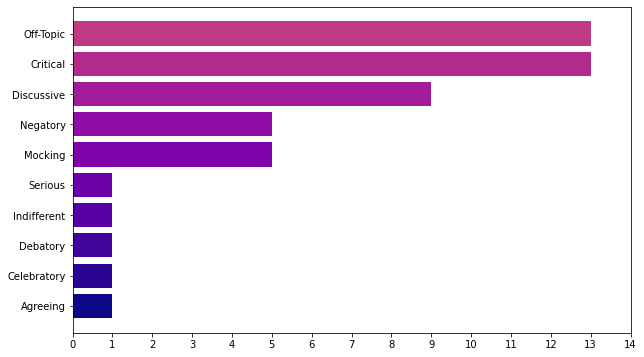 Off-Topic
Critical
Discussive
Negatory
Mocking
Serious
Indifferent
Debatory
Celebratory
Agreeing
0 1 2 3 4 5 6 7 8 9 10 11 12 13 14